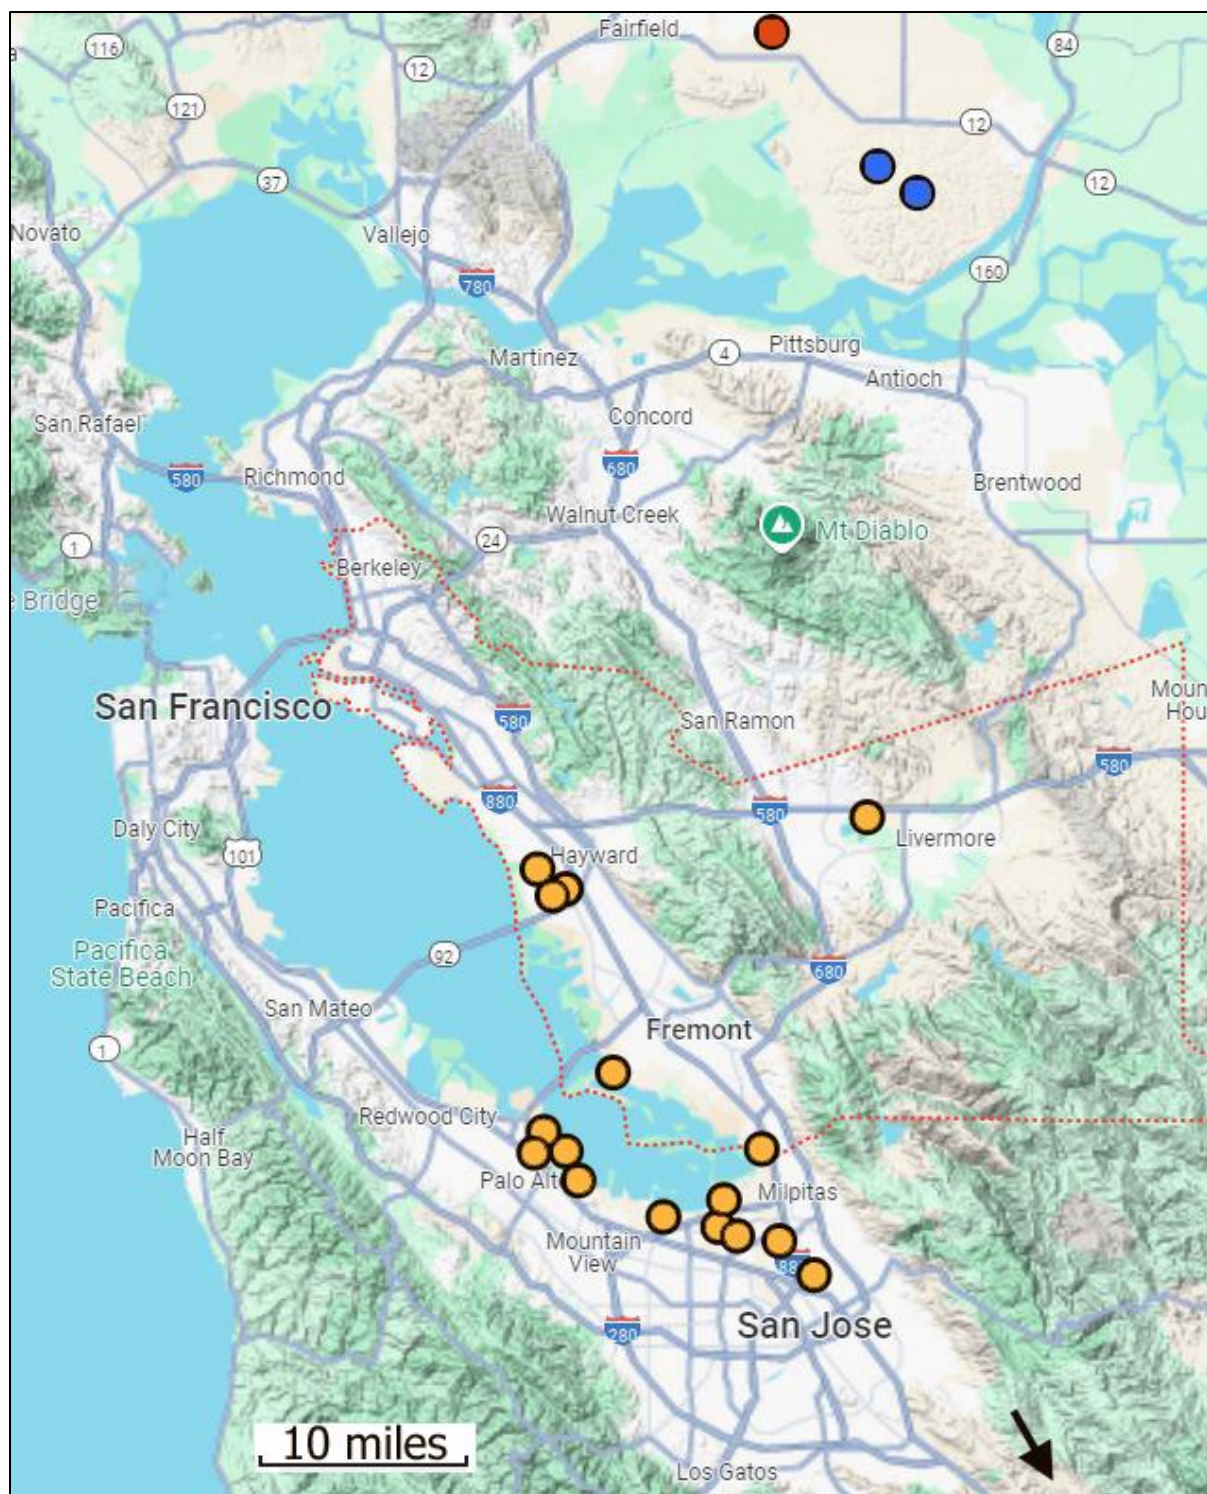 Fairfield
116
84
12
121
12
37
12
Novato
Vallejo
160
780
Pittsburg
4
Martinez
Antioch
Concord
San Rafael
680
580
Richmond
Brentwood
Walnut Creek
Mt Diablo
24
1
Berkeley
e Bridge
Moun
Hou
San Francisco
580
San Ramon
580
880
580
Daly City
Livermore
101
Hayward
Pacifica
Pacifica
State Beach
92
680
San Mateo
Fremont
1
Redwood City
Half
Moon Bay
Palo Alt
Milpitas
Mountain
View
88
San Jose
280
10 miles
Los Gatos